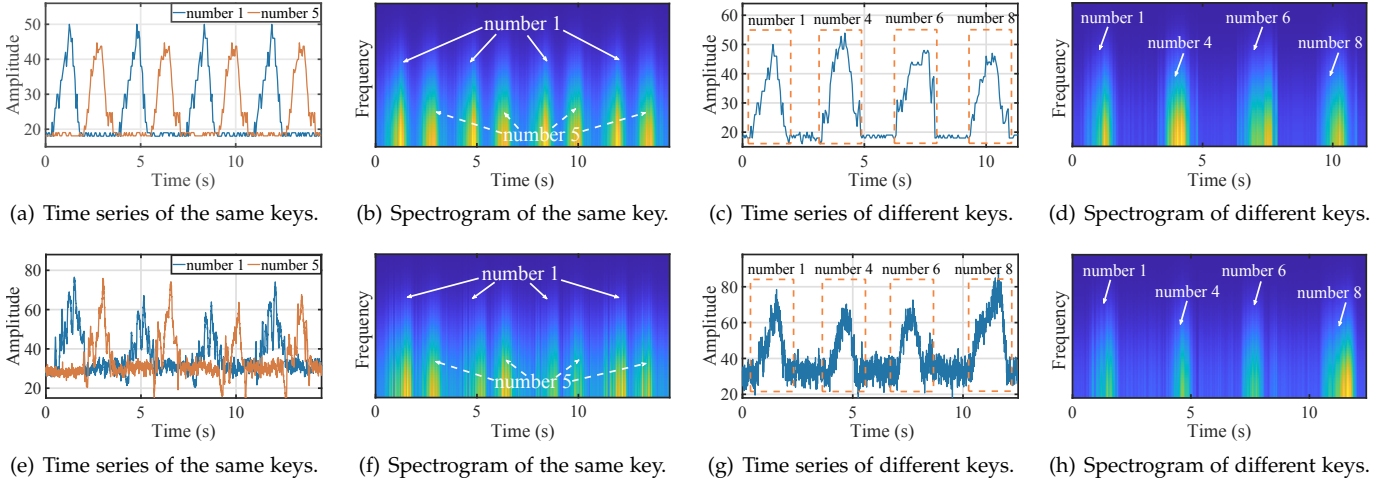 number 1 number 5
50
40
30
20
Amplitude
0 5 10
Time (s)
(a) Time series of the same keys.
Frequency
number 1
number 5
0 5 10
Time (s)
(b) Spectrogram of the same key.
60
50
40
30
20
Amplitude
number 1 number 4 number 6 number 8
0 5 10
Time (s)
(c) Time series of different keys.
Frequency
number 1
number 4
number 6
number 8
0 5 10
Time (s)
(d) Spectrogram of different keys.
number 1 number 5
80
60
40
20
Amplitude
0 5 10
Time (s)
(e) Time series of the same keys.
Frequency
number 1
number 5
0 5 10
Time (s)
(f) Spectrogram of the same key.
80
60
40
20
Amplitude
number 1 number 4 number 6 number 8
0 5 10
Time (s)
(g) Time series of different keys.
Frequency
number 1
number 4
number 6
number 8
0 5 10
Time (s)
(h) Spectrogram of different keys.